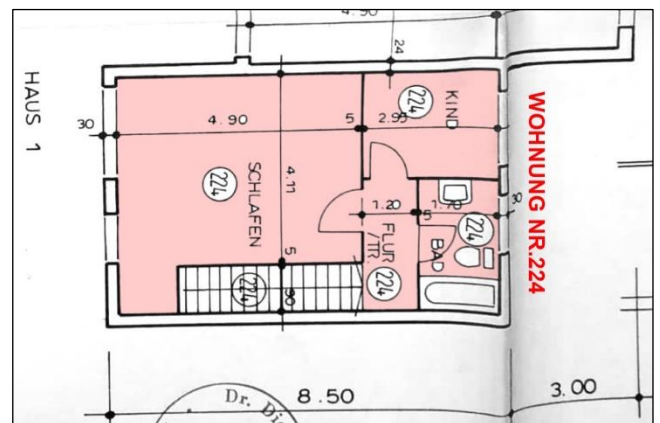 4.90
24
HAUS 1
30
4.90
5
2.95
KIND
224
224
SCHLAFEN
4.11
1.20
5
1.70
30
WOHNUNG NR.224
224
BAD
FLUR
/TR
224
5
224
90
8.50
3.00
Dr.